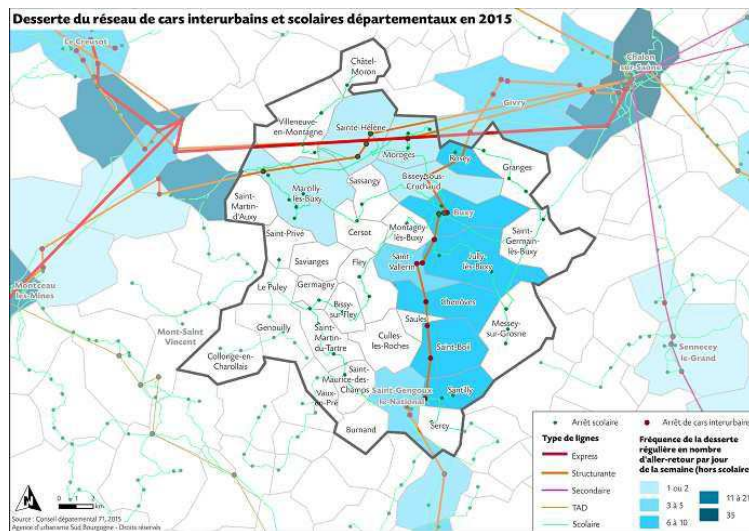 Desserte du réseau de cars interurbains et scolaires départementaux en 2015
Le Creusot
Châtel-
Moron
Chalon
sur-Saône
Villeneuve-
en-Montagne
Sainte-Hélène
Givry
Moroges
Rosey
Granges
Bissey-sous-
Cruchaud
Marcilly-
lès-Buxy
Sassangy
Saint-
Martin-
d'Auxy
Buxy
Saint-Privé
Cersot
Montagny-
lès-Buxy
Saint-
Germain-
lès-Buxy
Savianges
Fley
Saint-
Vallerin
Jully-
lès-Buxy
Montceau
les-Mines
Le Puley
Germagny
Bissy-
sur-Fley
Chenôves
Mont-Saint
Vincent
Genouilly
Saint-
Martin-
du-Tartre
Saules
Messey-
sur-Grosne
Culles-
les-Roches
Saint-Boil
Sennecey
le-Grand
Collonge-en-
Charollais
Saint-
Maurice-des-
Champs
Vaux-
en-Pré
Saint-Gengoux
le-National
Santilly
Burnand
Sercy
Arrêt scolaire
Arrêt de cars interurbains
Type de lignes
Express
Structurante
Secondaire
TAD
Scolaire
Fréquence de la desserte
régulière en nombre
d'aller-retour par jour
de la semaine (hors scolaire)
1 ou 2
3 à 5
6 à 10
11 à 21
35
0 1 km
Source : Conseil départemental 71, 2015
Agence d'urbanisme Sud Bourgogne - Droits réservés